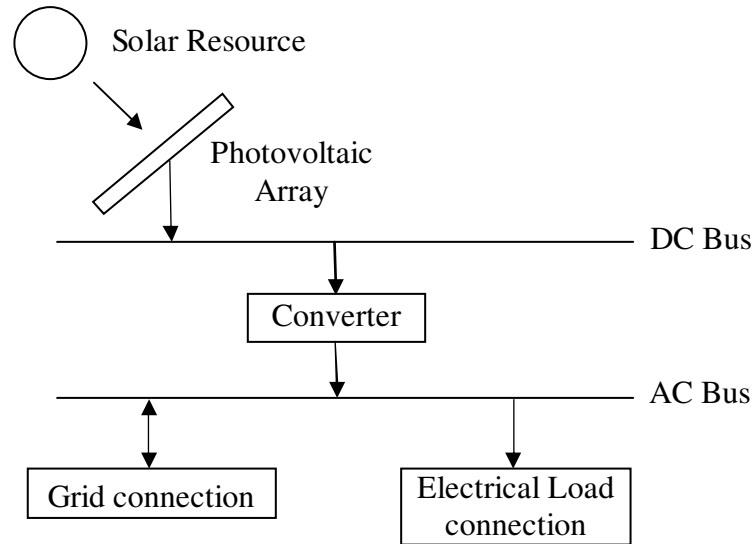 Solar Resource
Photovoltaic
Array
DC Bus
Converter
AC Bus
Grid connection
Electrical Load
connection